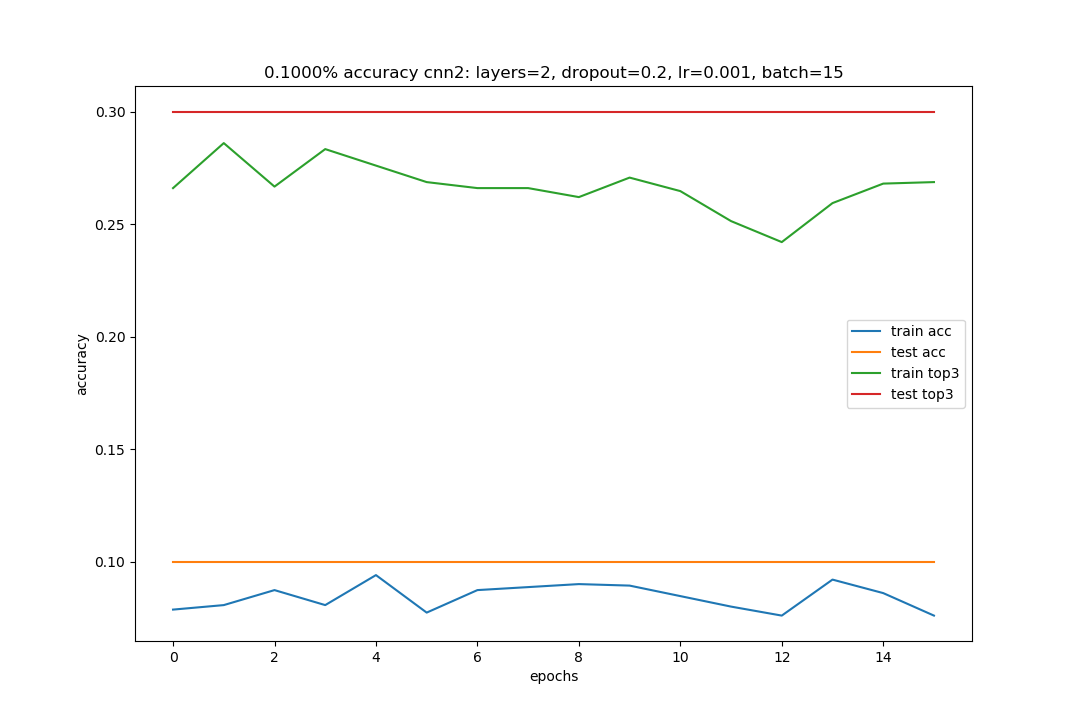 0.1000% accuracy cnn2: layers=2, dropout=0.2, lr=0.001, batch=15
0.30
0.25
0.20
0.15
0.10
accuracy
train acc
test acc
train top3
test top3
0 2 4 6 8 10 12 14
epochs